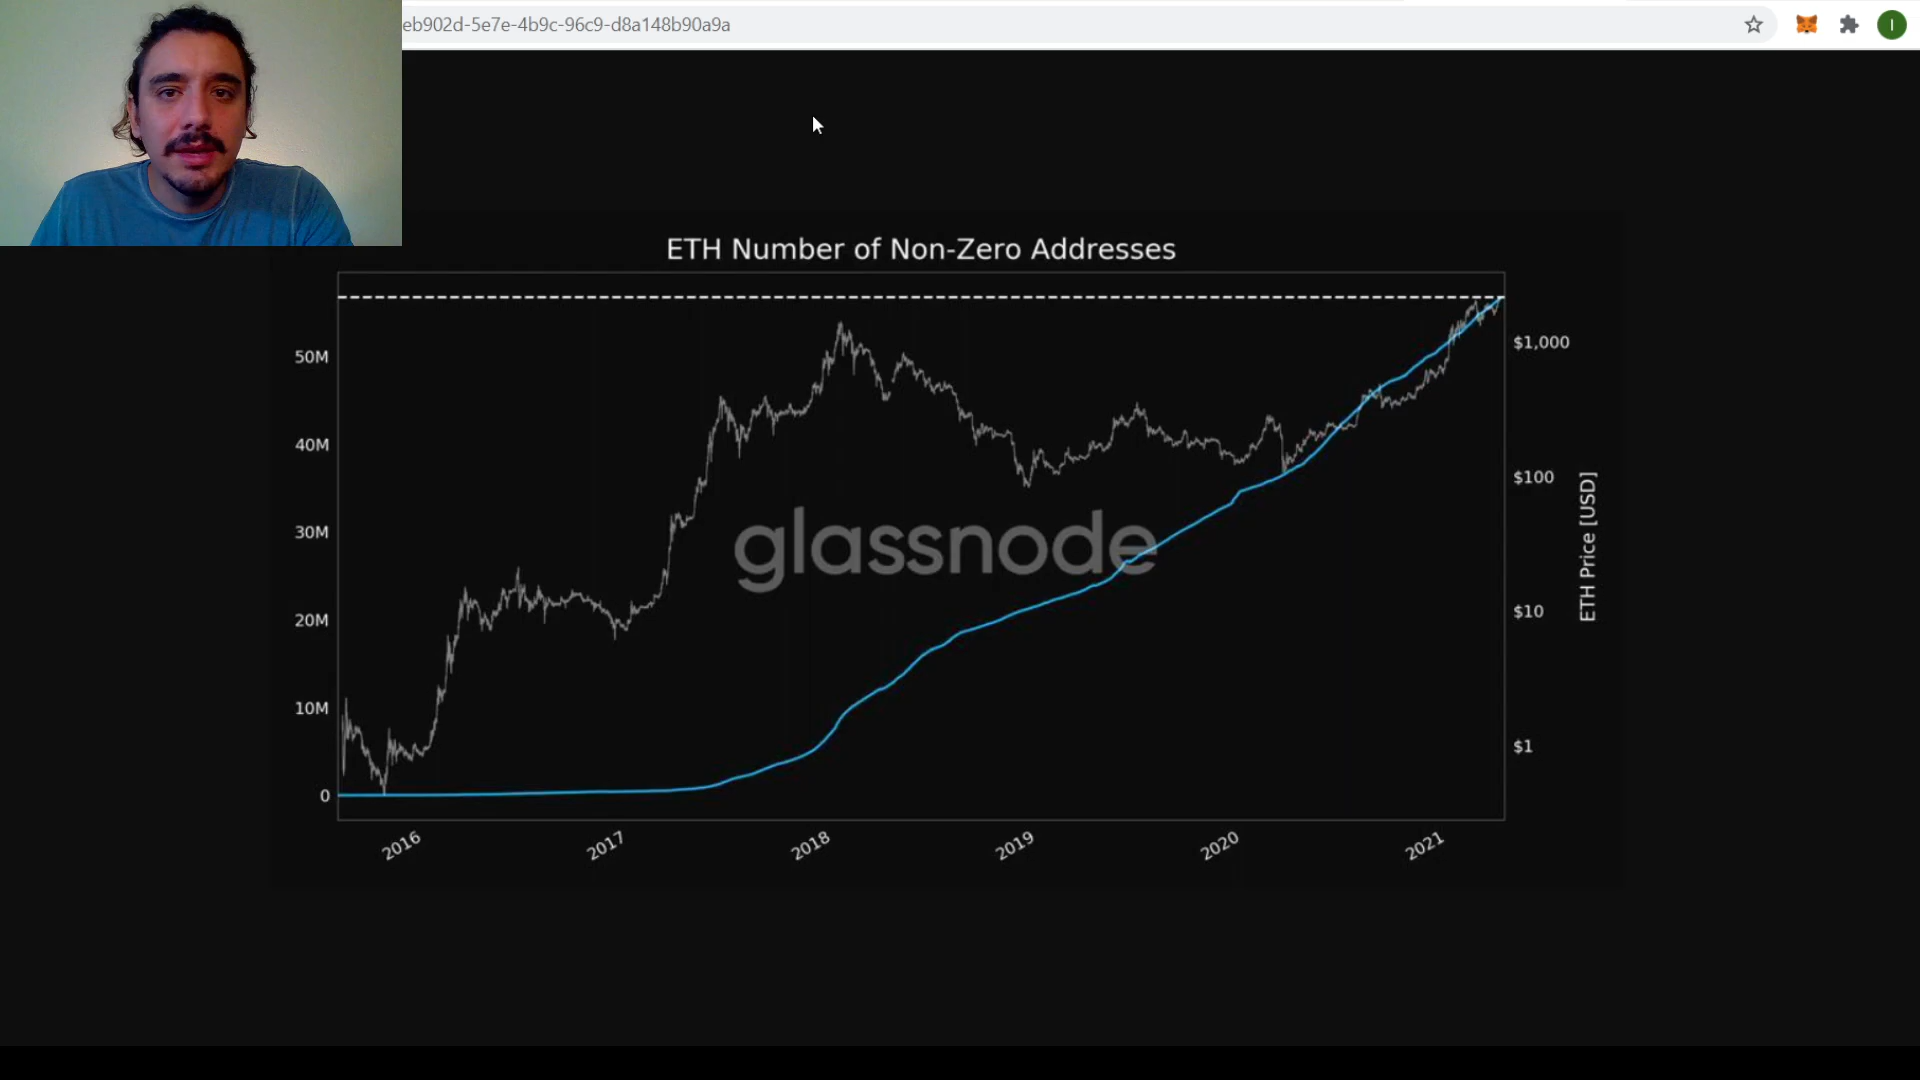 eb902d-5e7e-4b9c-96c9-d8a148b90a9a
I
ETH Number of Non-Zero Addresses
50M
40M
30M
20M
10M
0
$1,000
$100
$10
$1
ETH Price [USD]
glassnode
2016
2017
2018
2019
2020
2021